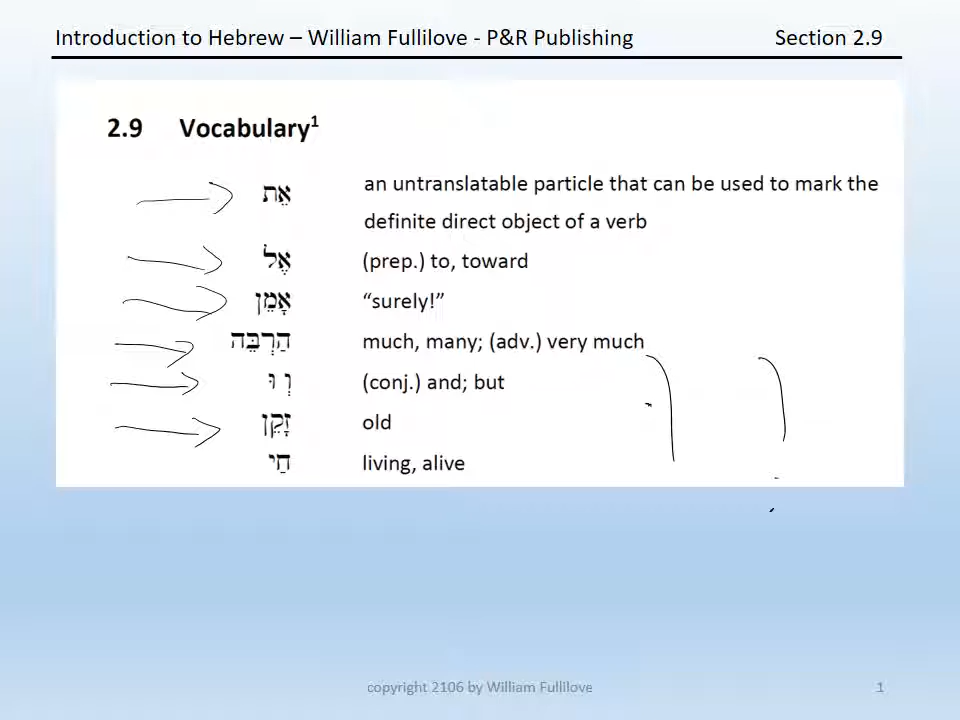 Introduction to Hebrew – William Fullilove - P&R Publishing Section 2.9
2.9 Vocabulary¹
אֵת an untranslatable particle that can be used to mark the
definite direct object of a verb
אֶל (prep.) to, toward
אָמֵן “surely!”
הַרְבֵּה much, many; (adv.) very much
וְ וּ (conj.) and; but
זָקֵן old
חַי living, alive
copyright 2106 by William Fullilove 1